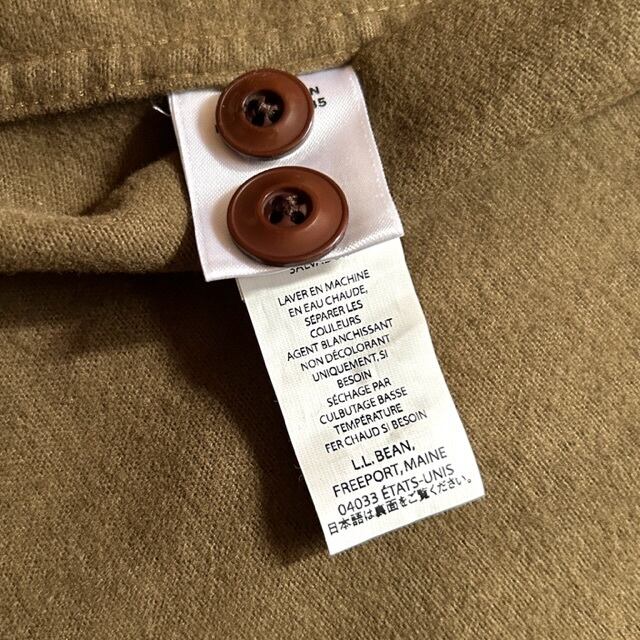 LAVER EN MACHINE
EN EAU CHAUDE,
SÉPARER LES
COULEURS
AGENT BLANCHISSANT
NON DÉCOLORANT
UNIQUEMENT, SI
BESOIN
SÉCHAGE PAR
CULBUTAGE BASSE
TEMPÉRATURE
FER CHAUD SI BESOIN
L.L.BEAN,
FREEPORT,MAINE
04033 ÉTATS-UNIS
日本語は裏面をご覧ください。